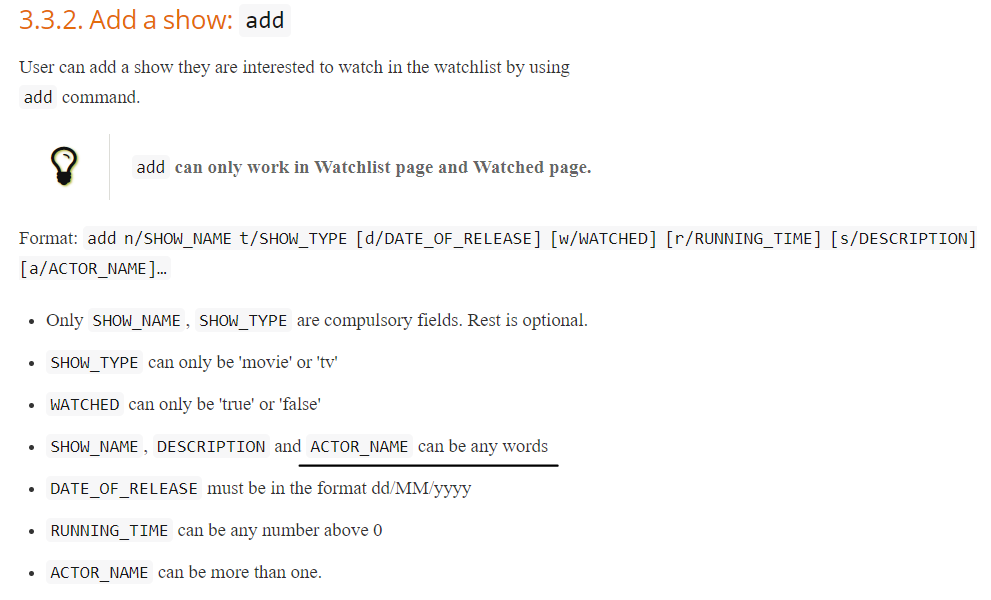 3.3.2. Add a show: add
User can add a show they are interested to watch in the watchlist by using
add command.
add can only work in Watchlist page and Watched page.
Format: add n/SHOW_NAME t/SHOW_TYPE [d/DATE_OF_RELEASE] [w/WATCHED] [r/RUNNING_TIME] [s/DESCRIPTION]
[a/ACTOR_NAME]…
• Only SHOW_NAME, SHOW_TYPE are compulsory fields. Rest is optional.
• SHOW_TYPE can only be 'movie' or 'tv'
• WATCHED can only be 'true' or 'false'
• SHOW_NAME, DESCRIPTION and ACTOR_NAME can be any words
• DATE_OF_RELEASE must be in the format dd/MM/yyyy
• RUNNING_TIME can be any number above 0
• ACTOR_NAME can be more than one.